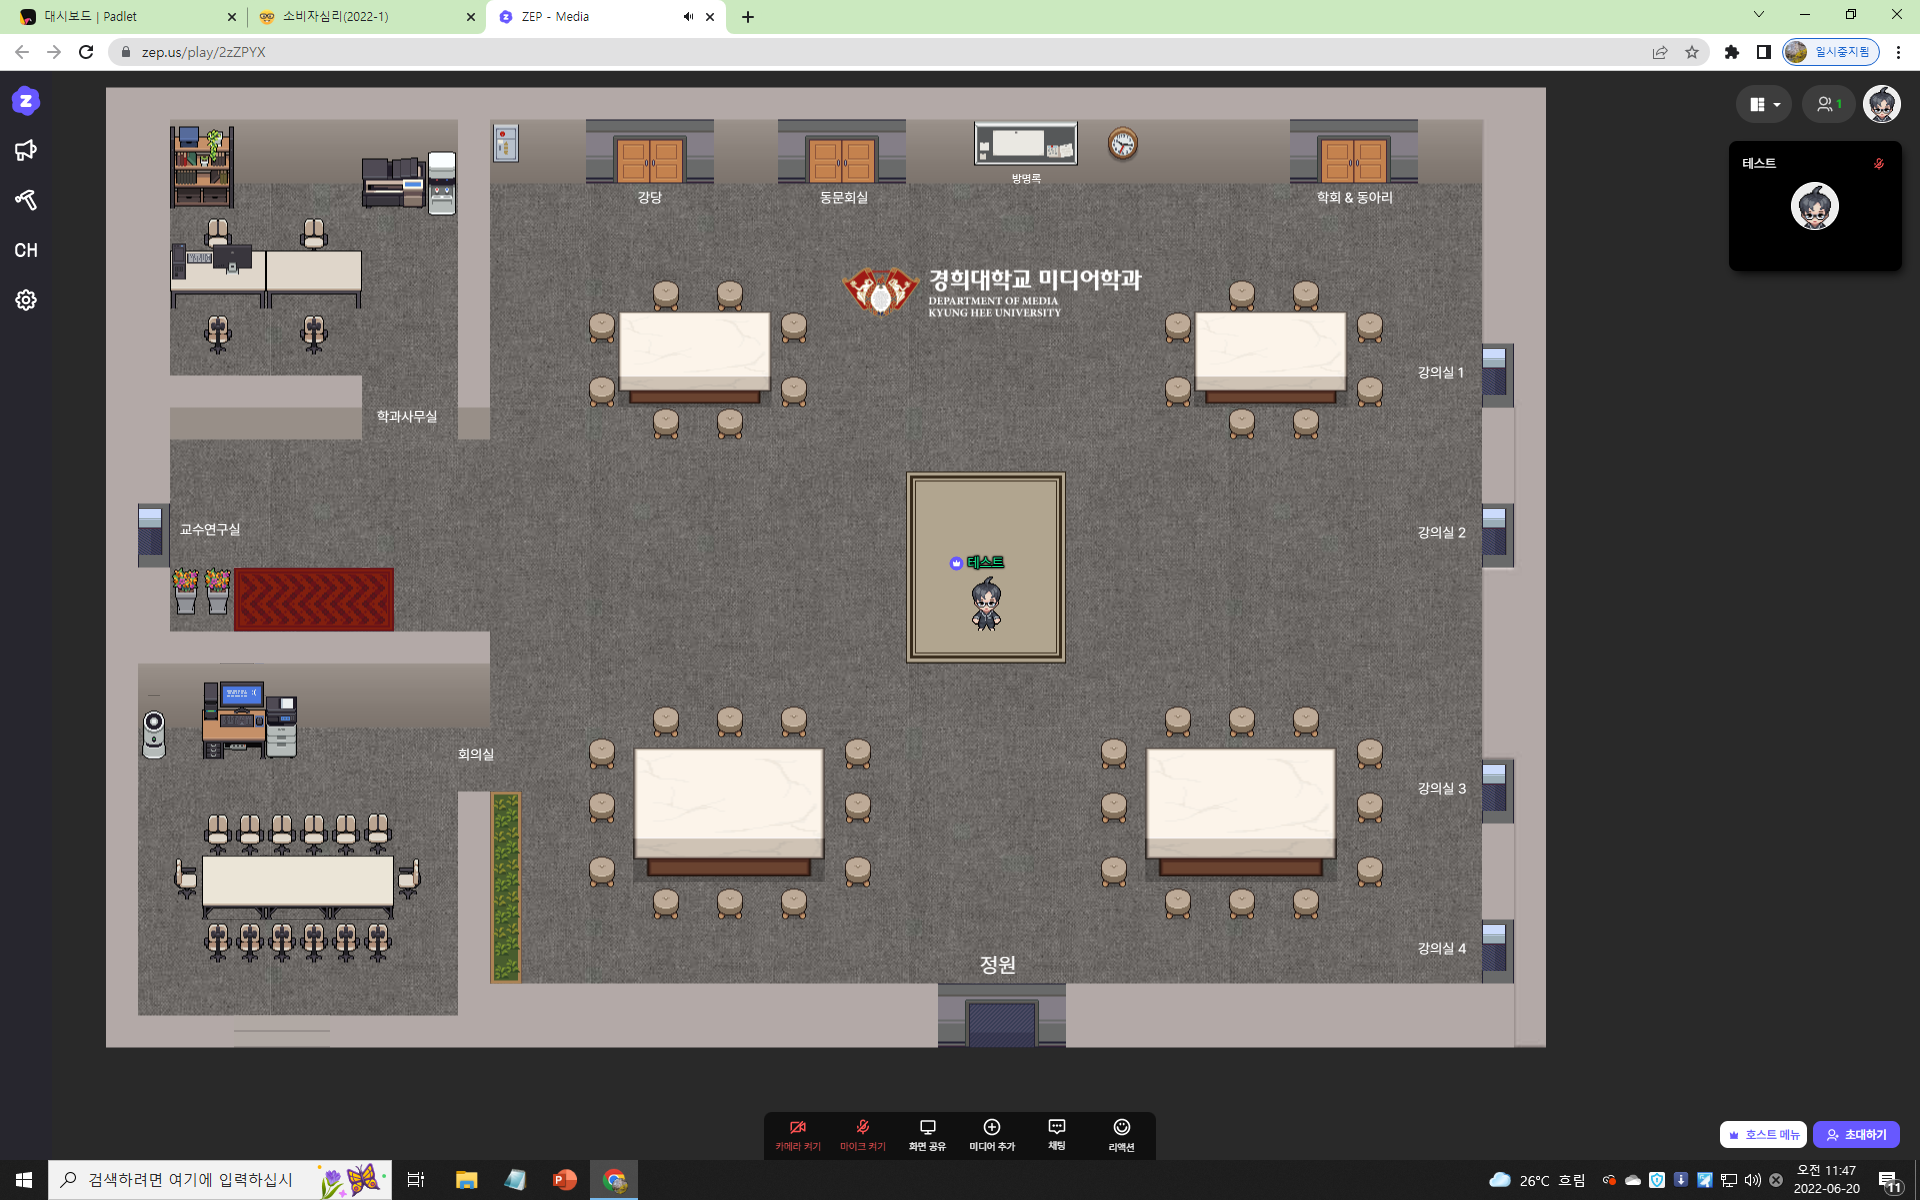 대시보드 | Padlet
소비자심리(2022-1)
ZEP - Media
zep.us/play/2zZPYX
일시중지됨
1
테스트
CH
강당
동문회실
방명록
학회 & 동아리
경희대학교 미디어학과
DEPARTMENT OF MEDIA
KYUNG HEE UNIVERSITY
강의실 1
학과사무실
교수연구실
강의실 2
테스트
회의실
강의실 3
강의실 4
정원
카메라 켜기
마이크 켜기
화면 공유
미디어 추가
채팅
리액션
호스트 메뉴
초대하기
검색하려면 여기에 입력하십시
26°C 흐림
오전 11:47
2022-06-20
11